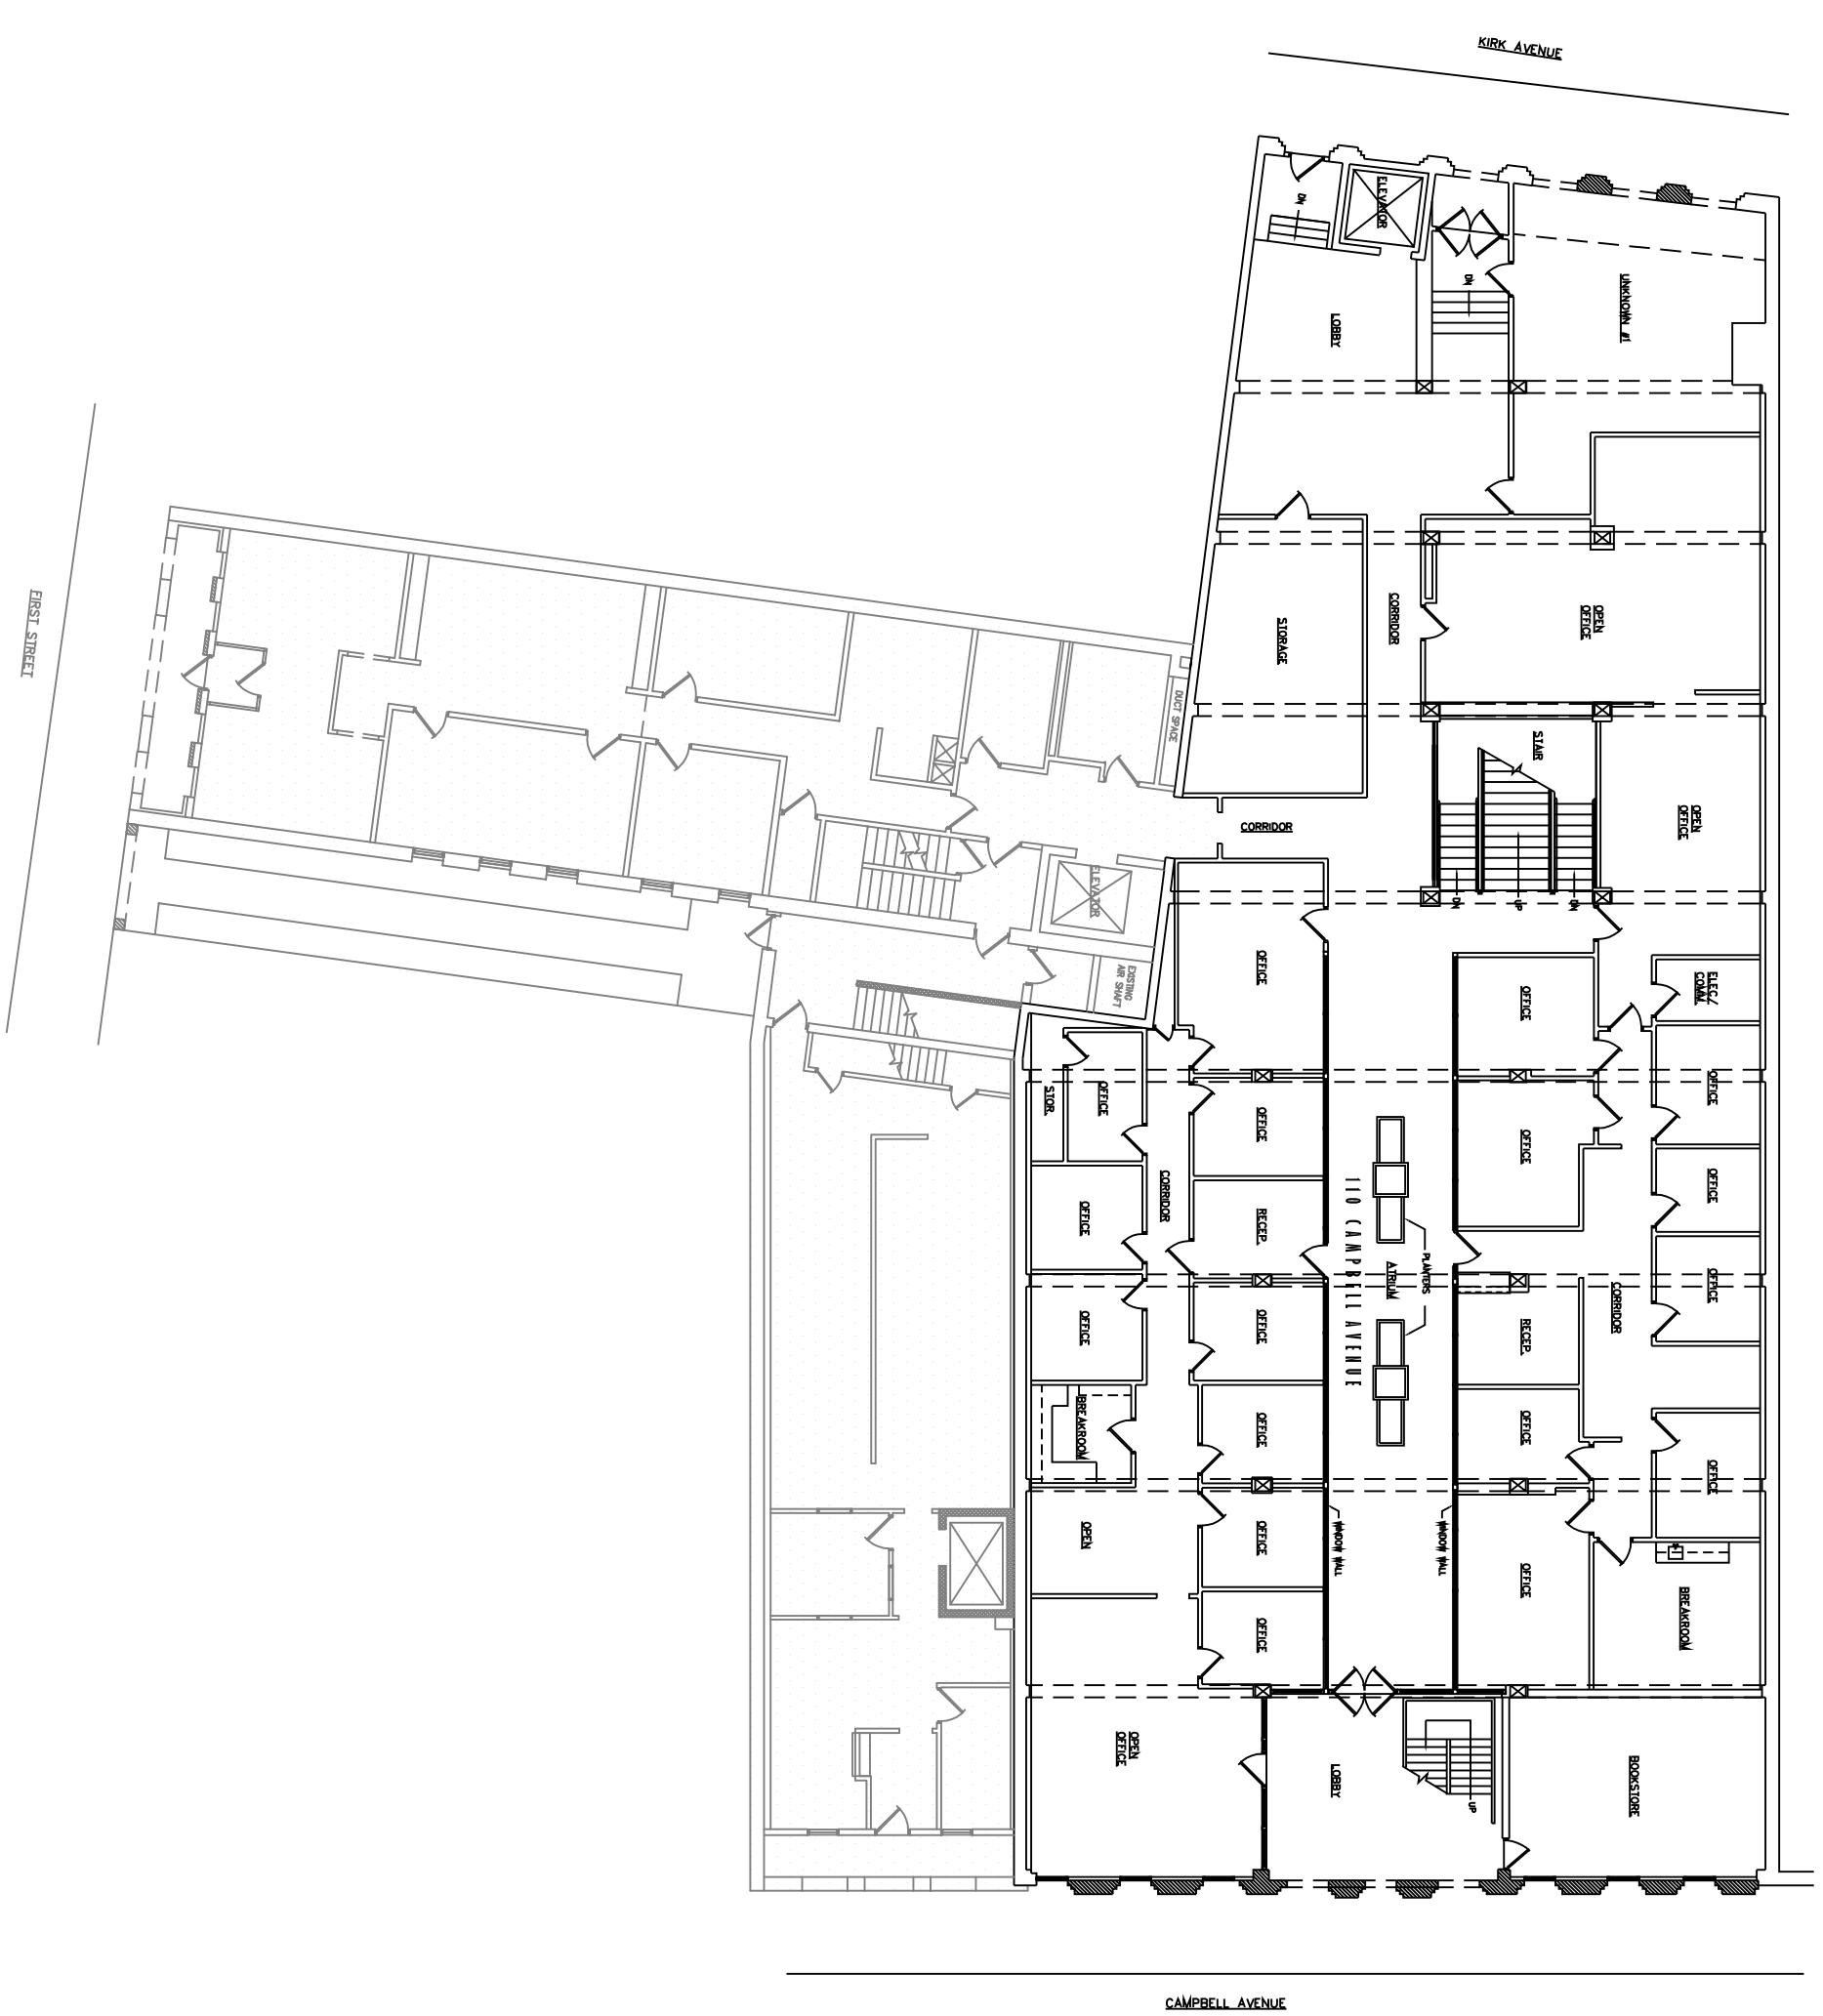 KIRK AVENUE
ELEVATOR
DN
DN
UNKNOWN #1
LOBBY
CORRIDOR
OPEN
OFFICE
STORAGE
FIRST STREET
DUCT SPACE
STAIR
OPEN
OFFICE
CORRIDOR
ELEVATOR
DN
UP
DN
EXISTING
AIR SHAFT
OFFICE
OFFICE
ELEC./
COMM.
STOR.
OFFICE
OFFICE
OFFICE
OFFICE
CORRIDOR
OFFICE
OFFICE
RECEP.
110 CAMPBELL AVENUE
ATRIUM
PLANTERS
OFFICE
CORRIDOR
OFFICE
OFFICE
RECEP.
BREAKROOM
OFFICE
OFFICE
OFFICE
OPEN
OFFICE
WINDOW WALL
WINDOW WALL
OFFICE
BREAKROOM
OFFICE
OPEN
OFFICE
LOBBY
UP
BOOKSTORE
CAMPBELL AVENUE